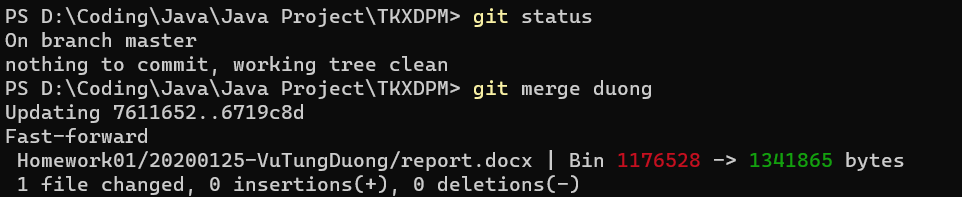 PS D:\Coding\Java\Java Project\TKXDPM> git status
On branch master
nothing to commit, working tree clean
PS D:\Coding\Java\Java Project\TKXDPM> git merge duong
Updating 7611652..6719c8d
Fast-forward
 Homework01/20200125-VuTungDuong/report.docx | Bin 1176528 -> 1341865 bytes
 1 file changed, 0 insertions(+), 0 deletions(-)